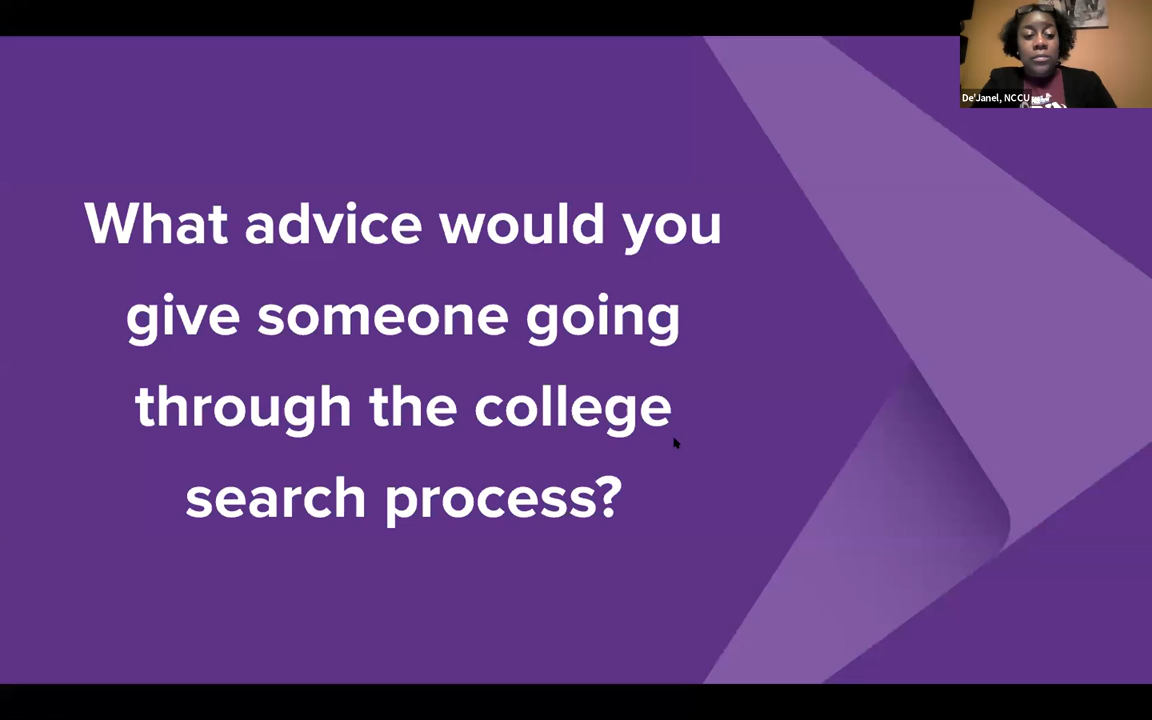 What advice would you
give someone going
through the college
search process?
De'Janel, NCCU